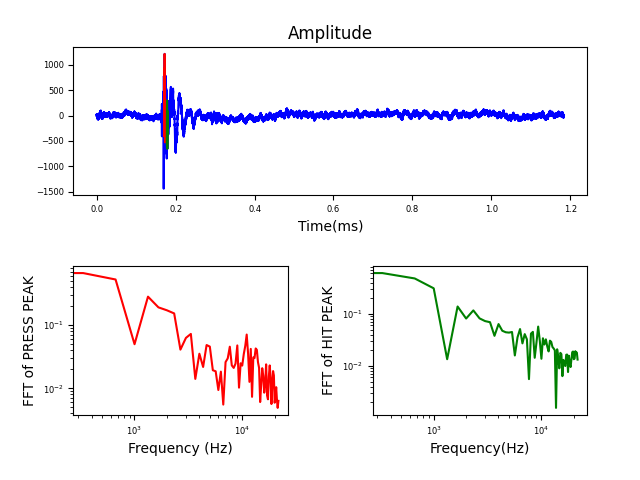 Amplitude
1000
500
0
−500
−1000
−1500
0.0 0.2 0.4 0.6 0.8 1.0 1.2
Time(ms)
FFT of PRESS PEAK
10⁻¹
10⁻²
10³ 10⁴
Frequency (Hz)
FFT of HIT PEAK
10⁻¹
10⁻²
10³ 10⁴
Frequency(Hz)